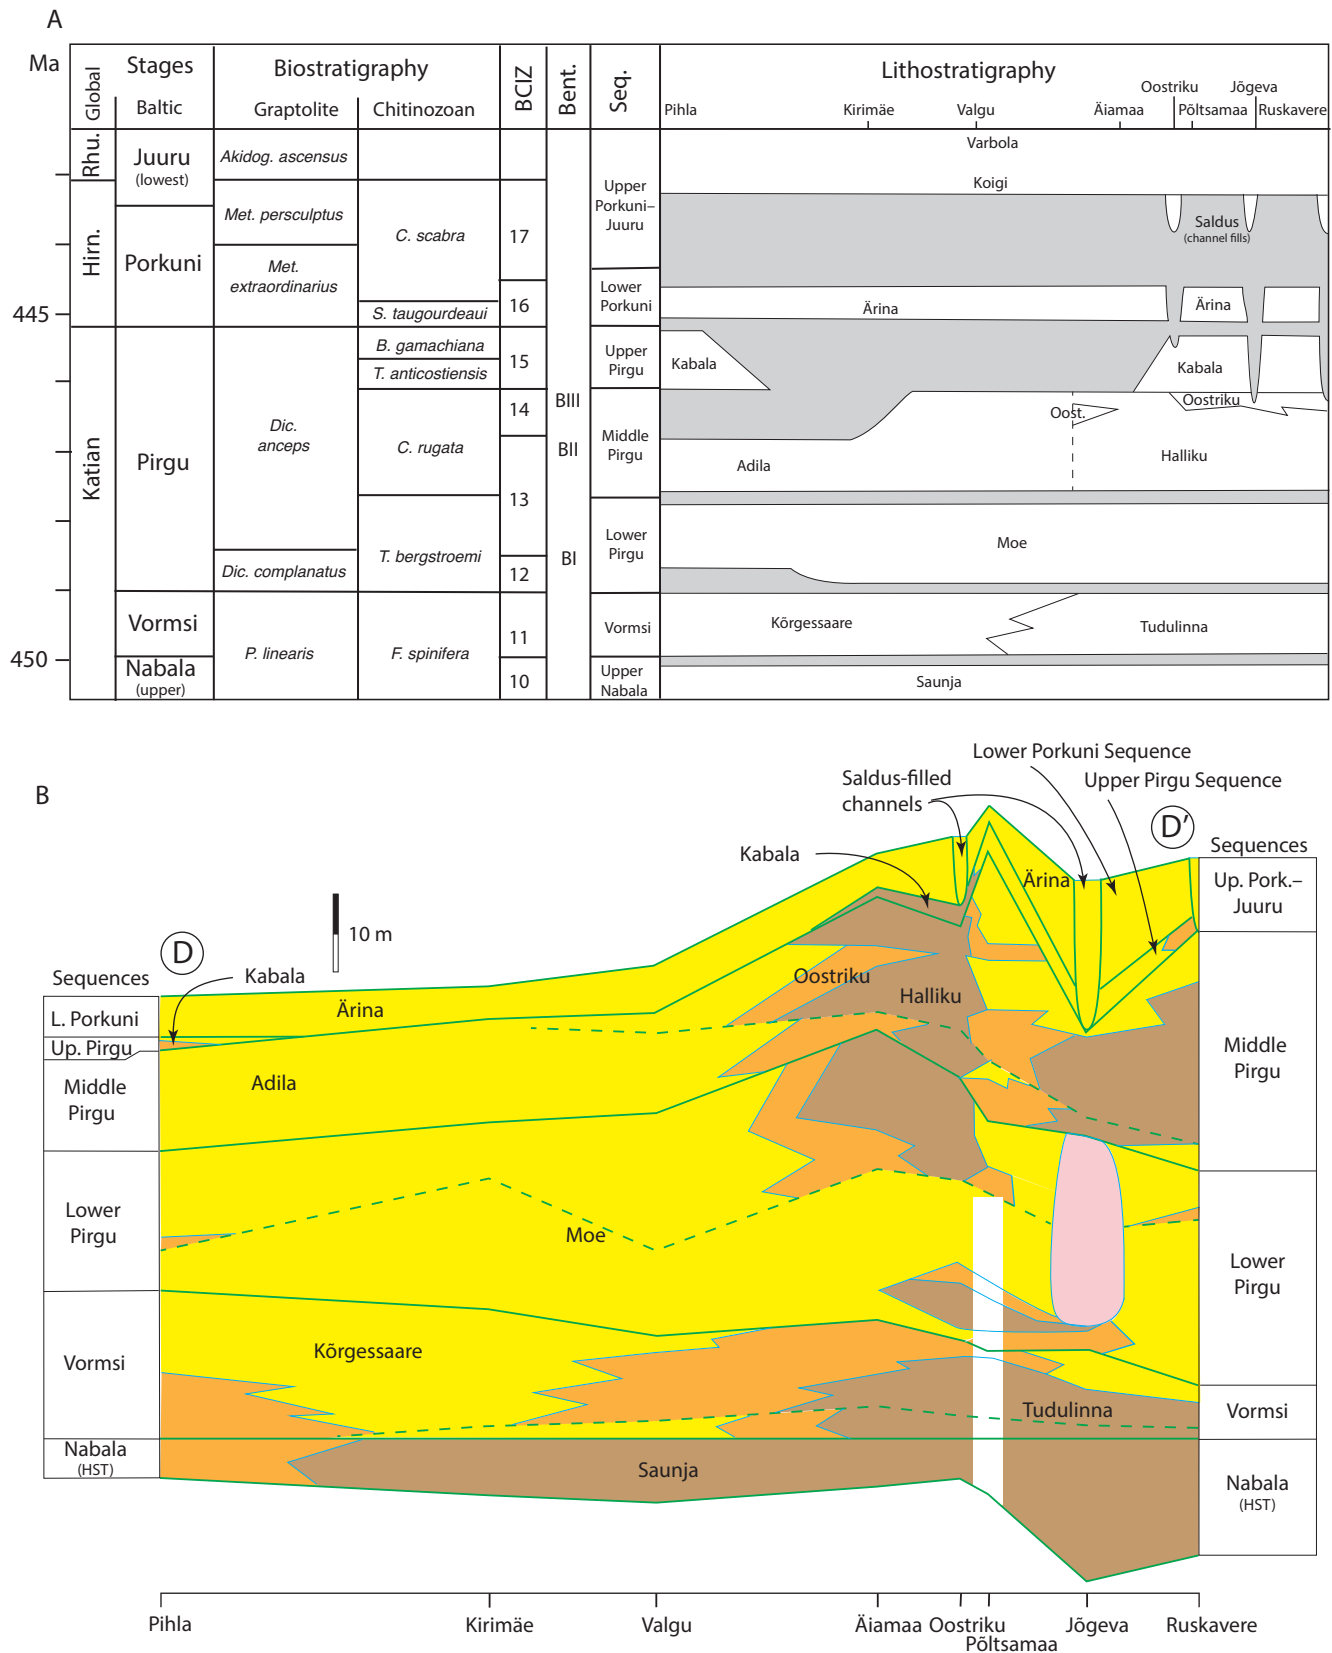 A
Ma
Global
Stages
Baltic
Biostratigraphy
Graptolite
Chitinozoan
BCIZ
Bent.
Seq.
Lithostratigraphy
Pihla
Kirimäe
Valgu
Äiamaa
Oostriku
Põltsamaa
Jõgeva
Ruskavere
445
450
Rhu.
Hirn.
Katian
Juuru
(lowest)
Porkuni
Pirgu
Vormsi
Nabala
(upper)
Akidog. ascensus
Met. persculptus
Met.
extraordinarius
Dic.
anceps
Dic. complanatus
P. linearis
C. scabra
S. taugourdeaui
B. gamachiana
T. anticostiensis
C. rugata
T. bergstroemi
F. spinifera
17
16
15
14
13
12
11
10
BIII
BII
BI
Upper
Porkuni–
Juuru
Lower
Porkuni
Upper
Pirgu
Middle
Pirgu
Lower
Pirgu
Vormsi
Upper
Nabala
Varbola
Koigi
Saldus
(channel fills)
Ärina
Ärina
Kabala
Kabala
Oostriku
Oost.
Adila
Halliku
Moe
Kõrgessaare
Tudulinna
Saunja
B
Lower Porkuni Sequence
Saldus-filled
channels
Upper Pirgu Sequence
D′
Kabala
Sequences
10 m
D
Sequences
Kabala
L. Porkuni
Up. Pirgu
Middle
Pirgu
Lower
Pirgu
Vormsi
Nabala
(HST)
Ärina
Ärina
Oostriku
Halliku
Adila
Moe
Kõrgessaare
Tudulinna
Saunja
Up. Pork.–
Juuru
Middle
Pirgu
Lower
Pirgu
Vormsi
Nabala
(HST)
Pihla
Kirimäe
Valgu
Äiamaa
Oostriku
Põltsamaa
Jõgeva
Ruskavere